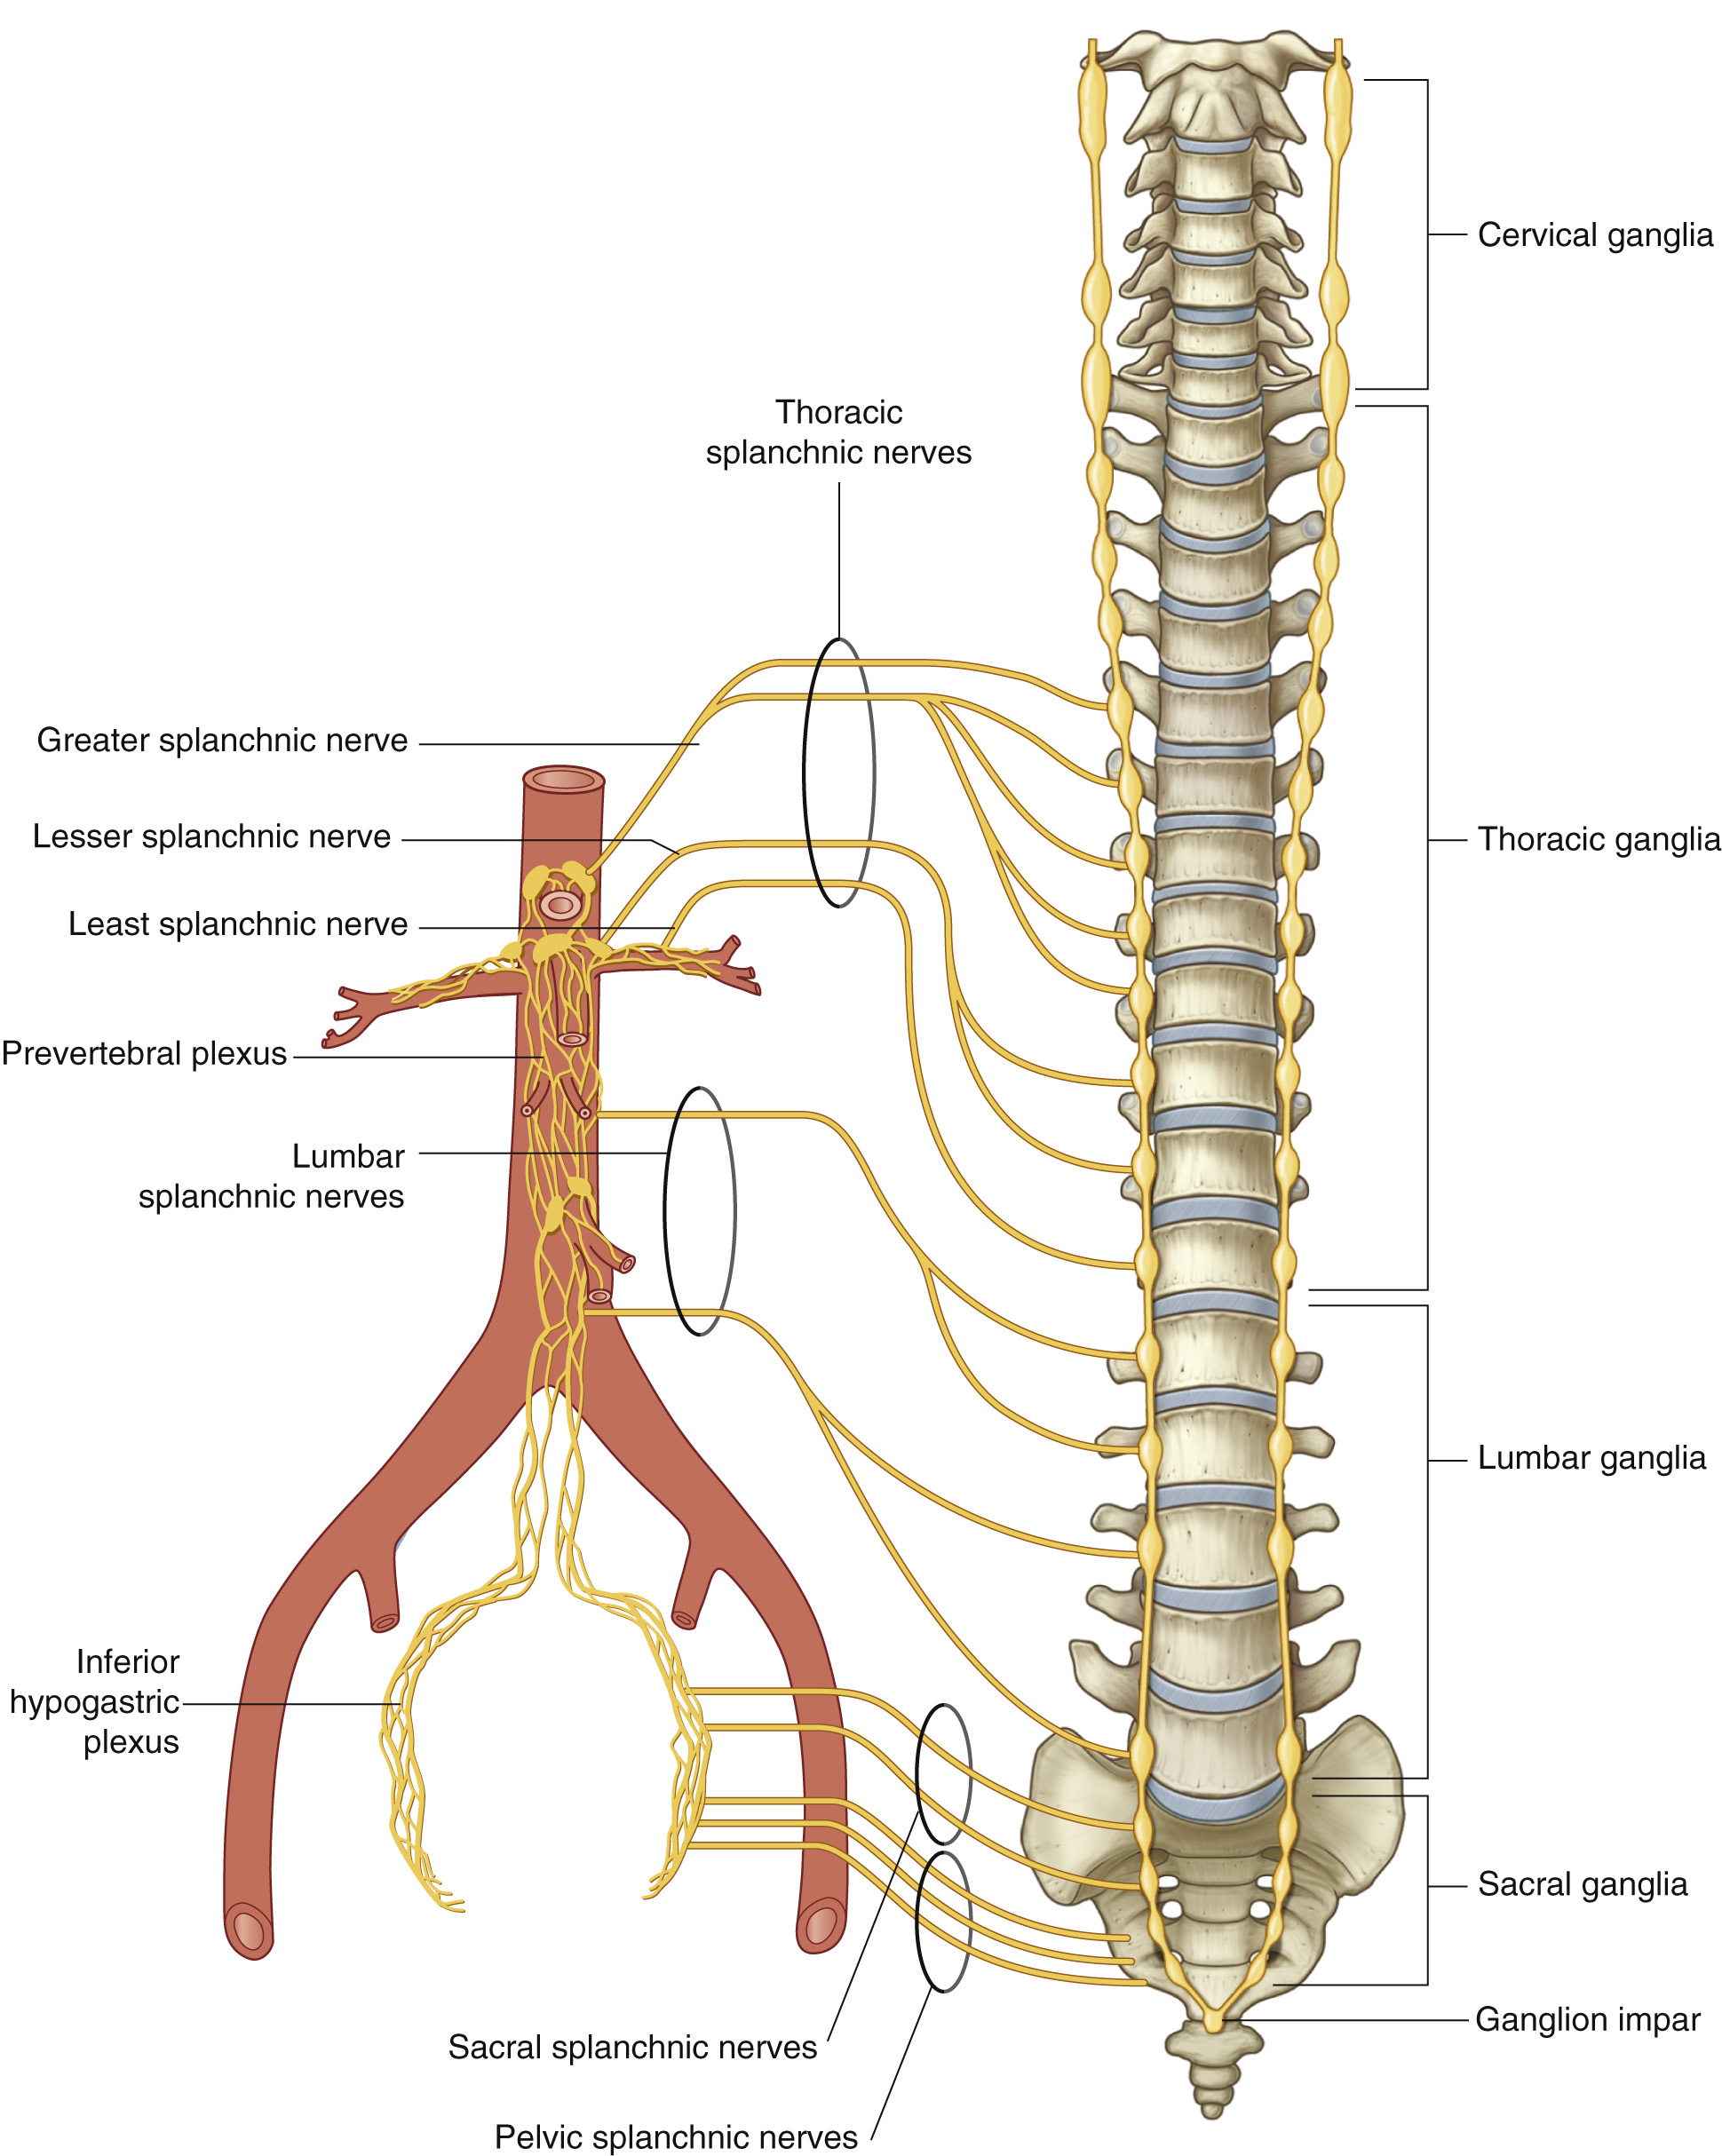 Cervical ganglia
Thoracic
splanchnic nerves
Greater splanchnic nerve
Lesser splanchnic nerve
Thoracic ganglia
Least splanchnic nerve
Prevertebral plexus
Lumbar
splanchnic nerves
Lumbar ganglia
Inferior
hypogastric
plexus
Sacral ganglia
Ganglion impar
Sacral splanchnic nerves
Pelvic splanchnic nerves